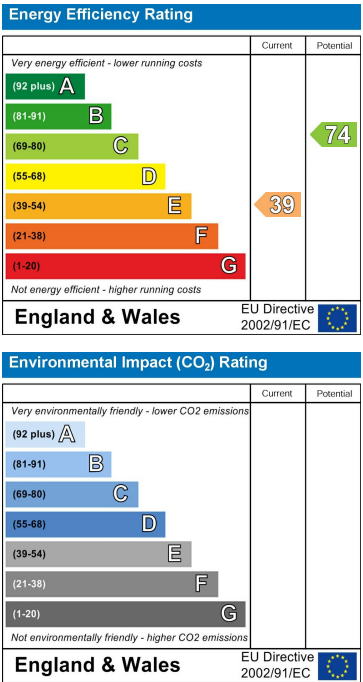 Energy Efficiency Rating
Current Potential
Very energy efficient - lower running costs
(92 plus) A
(81-91) B
(69-80) C
74
(55-68) D
(39-54) E
39
(21-38) F
(1-20) G
Not energy efficient - higher running costs
England & Wales
EU Directive
2002/91/EC
Environmental Impact (CO₂) Rating
Current Potential
Very environmentally friendly - lower CO2 emissions
(92 plus) A
(81-91) B
(69-80) C
(55-68) D
(39-54) E
(21-38) F
(1-20) G
Not environmentally friendly - higher CO2 emissions
England & Wales
EU Directive
2002/91/EC